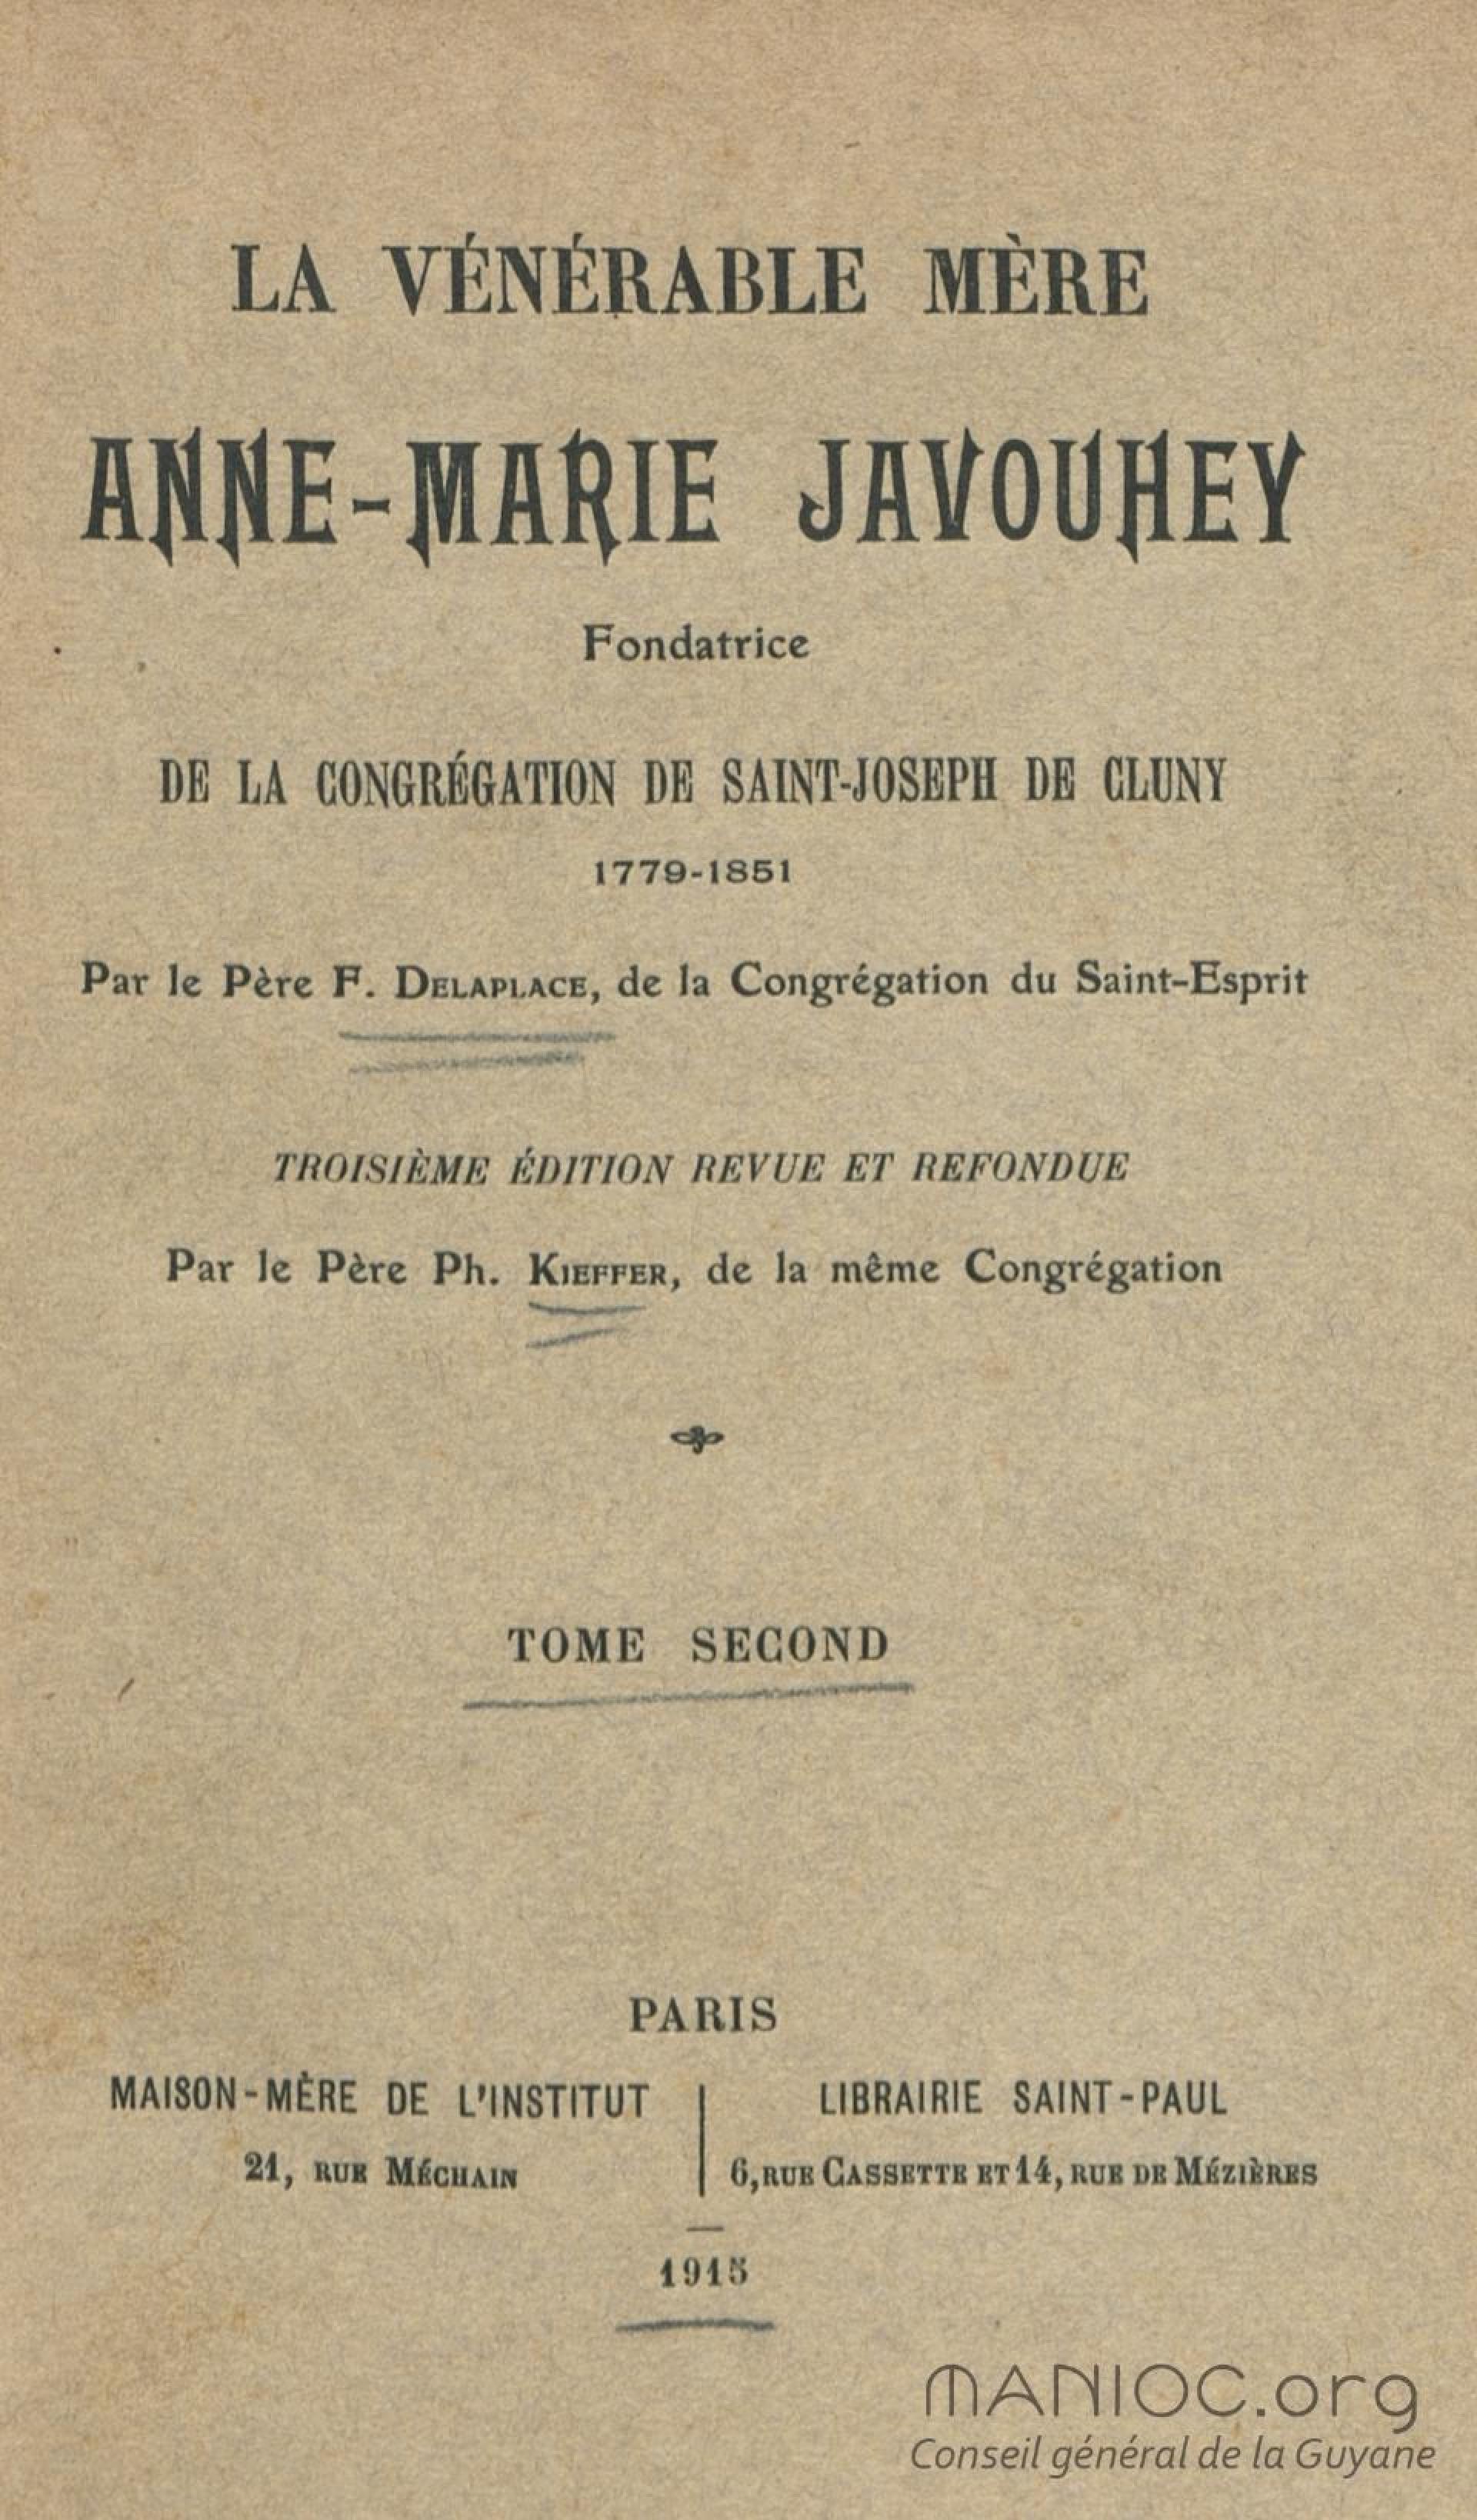 LA VÉNÉRABLE MÈRE
ANNE-MARIE JAVOUHEY
Fondatrice
DE LA CONGRÉGATION DE SAINT-JOSEPH DE CLUNY
1779-1851
Par le Père F. DELAPLACE, de la Congrégation du Saint-Esprit
TROISIÈME ÉDITION REVUE ET REFONDUE
Par le Père Ph. KIEFFER, de la même Congrégation
TOME SECOND
PARIS
MAISON-MÈRE DE L'INSTITUT
21, RUE MÉCHAIN
LIBRAIRIE SAINT-PAUL
6, RUE CASSETTE ET 14, RUE DE MÉZIÈRES
1915
MANIOC.org
Conseil général de la Guyane